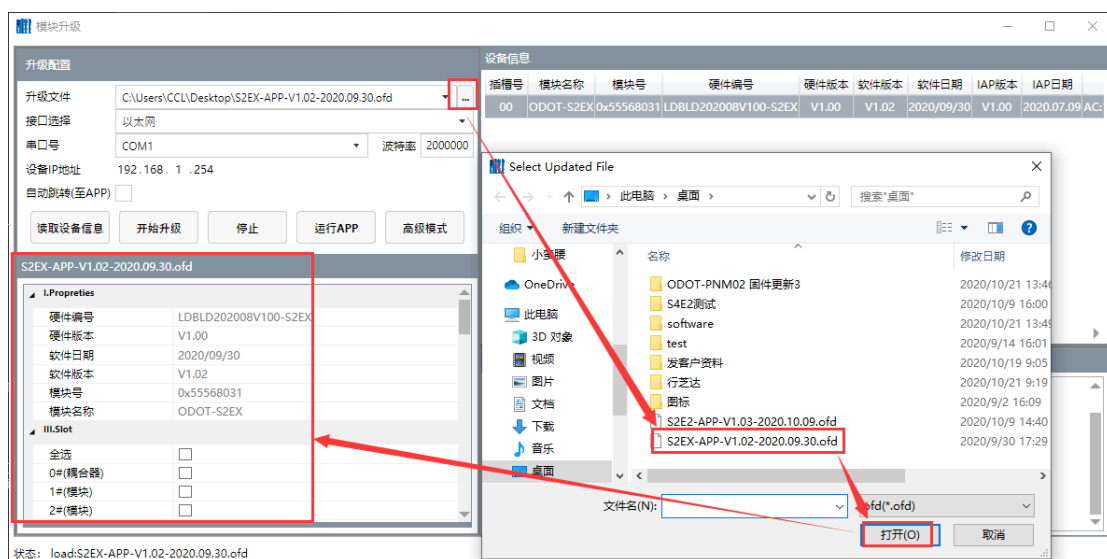 模块升级
升级配置
升级文件 C:\Users\CCL\Desktop\S2EX-APP-V1.02-2020.09.30.ofd ...
接口选择 以太网
串口号 COM1 波特率 2000000
设备IP地址 192.168. 1 .254
自动跳转(至APP)
读取设备信息 开始升级 停止 运行APP 高级模式
S2EX-APP-V1.02-2020.09.30.ofd
I.Propreties
硬件编号 LDBLD202008V100-S2EX
硬件版本 V1.00
软件日期 2020/09/30
软件版本 V1.02
模块号 0x55568031
模块名称 ODOT-S2EX
III.Slot
全选
0#(耦合器)
1#(模块)
2#(模块)
状态: load:S2EX-APP-V1.02-2020.09.30.ofd
设备信息
插槽号 模块名称 模块号 硬件编号 硬件版本 软件版本 软件日期 IAP版本 IAP日期
00 ODOT-S2EX 0x55568031 LDBLD202008V100-S2EX V1.00 V1.02 2020/09/30 V1.00 2020.07.09 AC:
Select Updated File
此电脑 › 桌面 › 搜索"桌面"
组织 新建文件夹
小蛮腰
OneDrive
此电脑
3D 对象
视频
图片
文档
下载
音乐
桌面
名称 修改日期
ODOT-PNM02 固件更新3 2020/10/21 13:46
S4E2测试 2020/10/9 16:00
software 2020/10/21 13:49
test 2020/9/14 16:01
发客户资料 2020/10/19 9:05
行芝达 2020/10/21 9:19
图标 2020/9/2 16:09
S2E2-APP-V1.03-2020.10.09.ofd 2020/10/9 14:40
S2EX-APP-V1.02-2020.09.30.ofd 2020/9/30 17:29
文件名(N): ofd(*.ofd)
打开(O) 取消